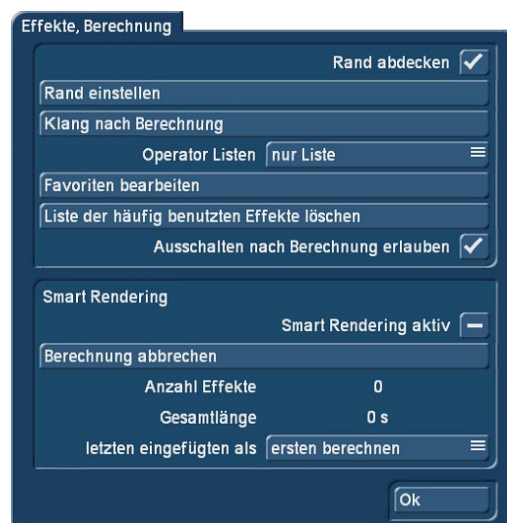 Effekte, Berechnung
Rand abdecken
Rand einstellen
Klang nach Berechnung
Operator Listen nur Liste
Favoriten bearbeiten
Liste der häufig benutzten Effekte löschen
Ausschalten nach Berechnung erlauben
Smart Rendering
Smart Rendering aktiv
Berechnung abbrechen
Anzahl Effekte 0
Gesamtlänge 0 s
letzten eingefügten als ersten berechnen
Ok